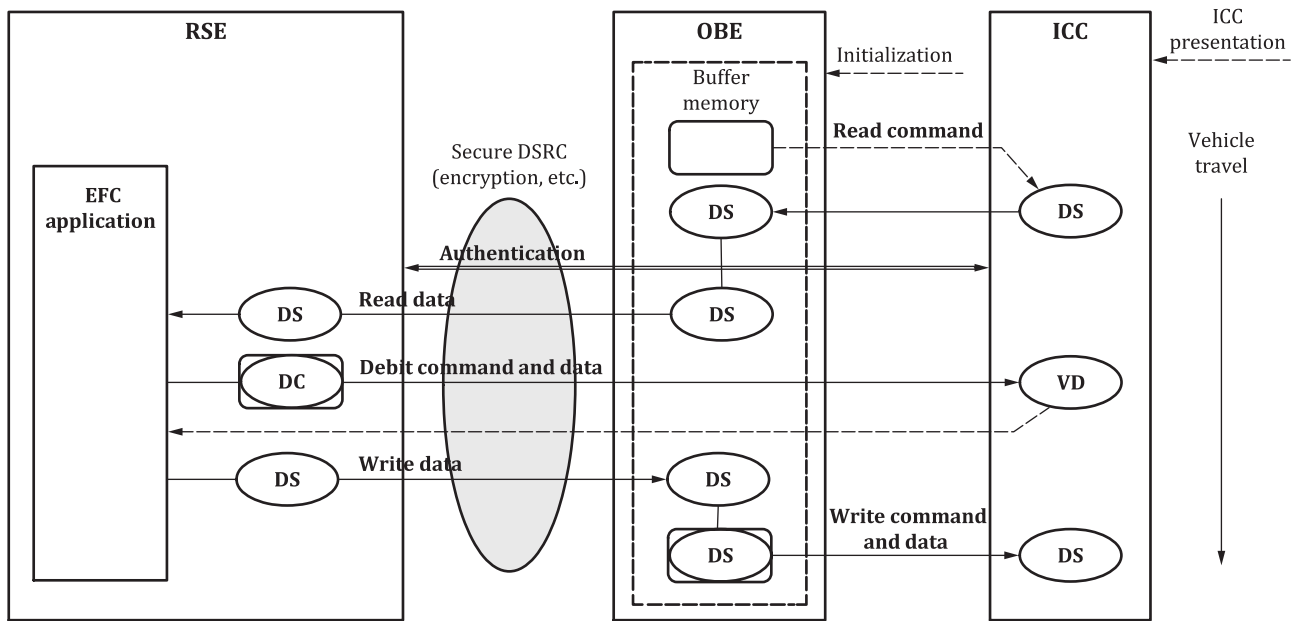 RSE
OBE
ICC
ICC
presentation
Initialization
Buffer
memory
Read command
Vehicle
travel
Secure DSRC
(encryption, etc.)
EFC
application
DS
DS
Authentication
DS
Read data
DS
DC
Debit command and data
VD
DS
Write data
DS
Write command
and data
DS
DS